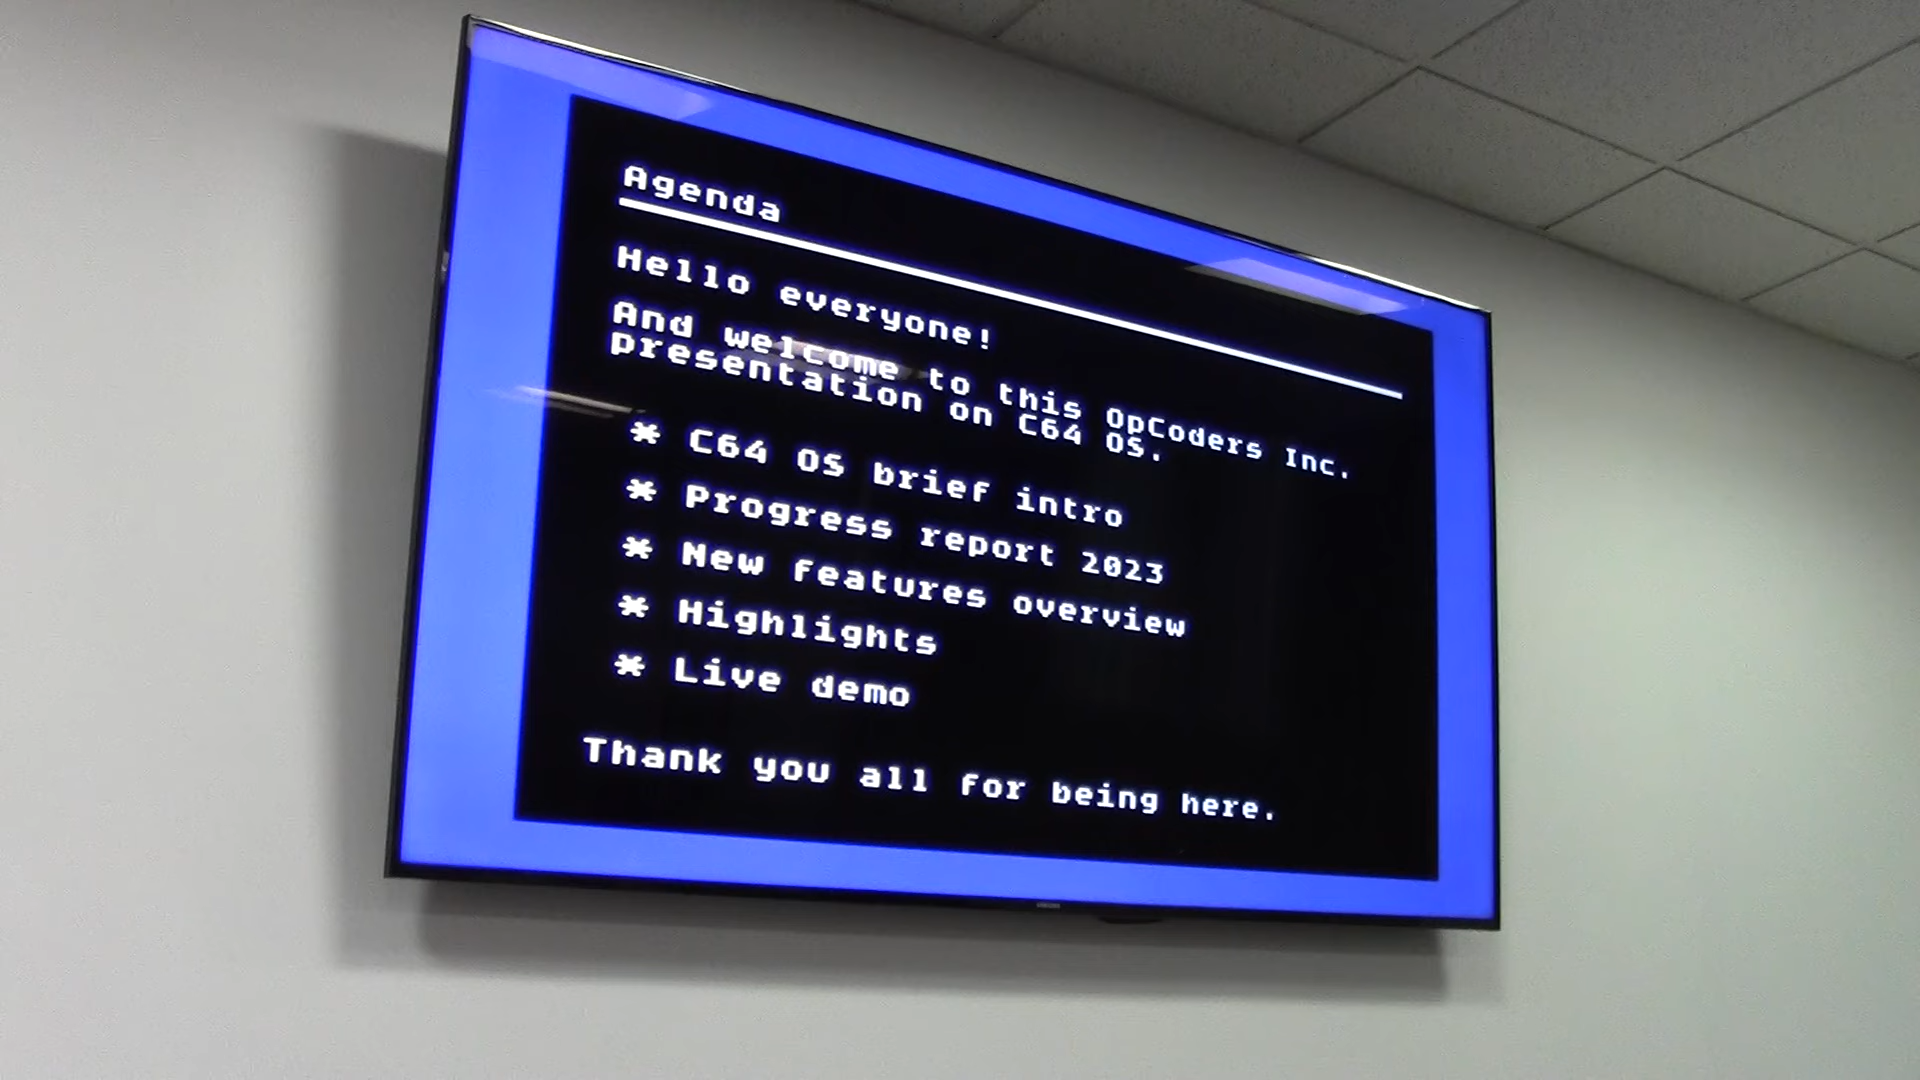 Agenda
Hello everyone!
And welcome to this OpCoders Inc.
presentation on C64 OS.
* C64 OS brief intro
* Progress report 2023
* New features overview
* Highlights
* Live demo
Thank you all for being here.